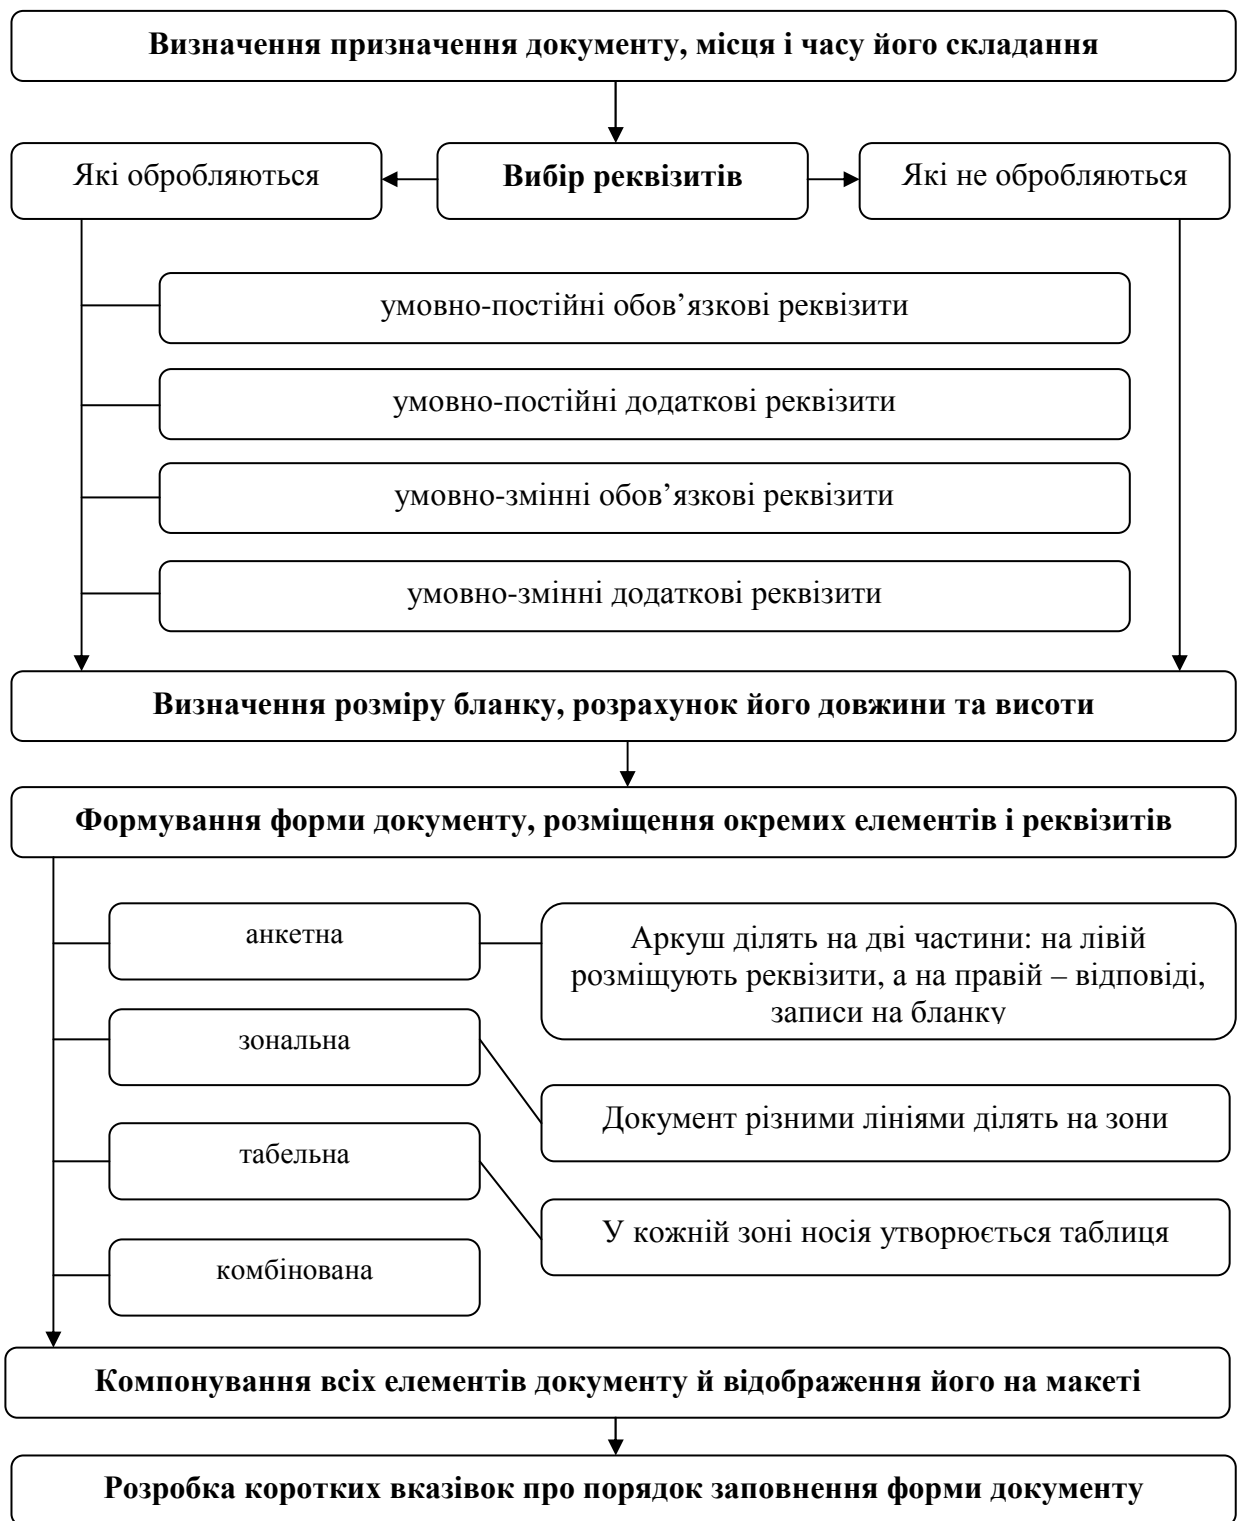 Визначення призначення документу, місця і часу його складання
Які обробляються
Вибір реквізитів
Які не обробляються
умовно-постійні обов’язкові реквізити
умовно-постійні додаткові реквізити
умовно-змінні обов’язкові реквізити
умовно-змінні додаткові реквізити
Визначення розміру бланку, розрахунок його довжини та висоти
Формування форми документу, розміщення окремих елементів і реквізитів
анкетна
Аркуш ділять на дві частини: на лівій
розміщують реквізити, а на правій – відповіді,
записи на бланку
зональна
Документ різними лініями ділять на зони
табельна
У кожній зоні носія утворюється таблиця
комбінована
Компонування всіх елементів документу й відображення його на макеті
Розробка коротких вказівок про порядок заповнення форми документу